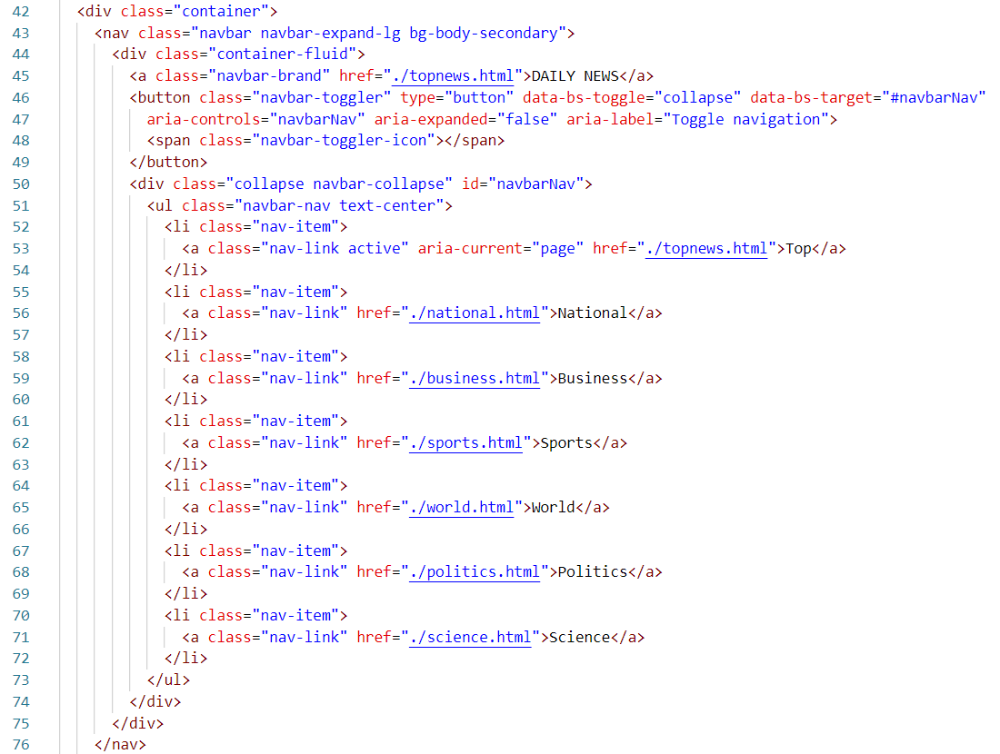 42 <div class="container">
43 <nav class="navbar navbar-expand-lg bg-body-secondary">
44 <div class="container-fluid">
45 <a class="navbar-brand" href="./topnews.html">DAILY NEWS</a>
46 <button class="navbar-toggler" type="button" data-bs-toggle="collapse" data-bs-target="#navbarNav"
47 aria-controls="navbarNav" aria-expanded="false" aria-label="Toggle navigation">
48 <span class="navbar-toggler-icon"></span>
49 </button>
50 <div class="collapse navbar-collapse" id="navbarNav">
51 <ul class="navbar-nav text-center">
52 <li class="nav-item">
53 <a class="nav-link active" aria-current="page" href="./topnews.html">Top</a>
54 </li>
55 <li class="nav-item">
56 <a class="nav-link" href="./national.html">National</a>
57 </li>
58 <li class="nav-item">
59 <a class="nav-link" href="./business.html">Business</a>
60 </li>
61 <li class="nav-item">
62 <a class="nav-link" href="./sports.html">Sports</a>
63 </li>
64 <li class="nav-item">
65 <a class="nav-link" href="./world.html">World</a>
66 </li>
67 <li class="nav-item">
68 <a class="nav-link" href="./politics.html">Politics</a>
69 </li>
70 <li class="nav-item">
71 <a class="nav-link" href="./science.html">Science</a>
72 </li>
73 </ul>
74 </div>
75 </div>
76 </nav>